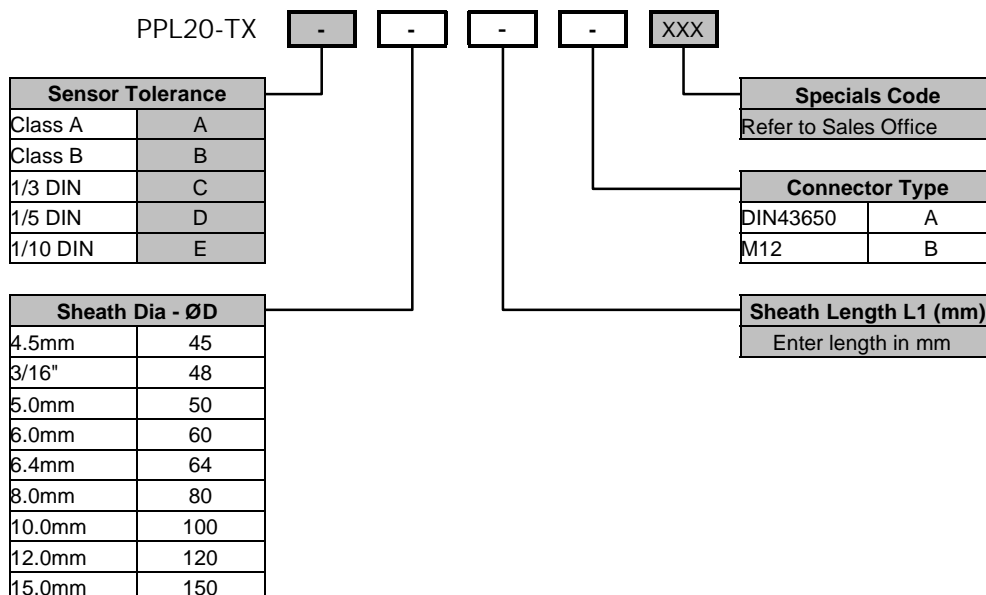 PPL20-TX - - - - XXX
Sensor Tolerance
Class A A
Class B B
1/3 DIN C
1/5 DIN D
1/10 DIN E
Specials Code
Refer to Sales Office
Connector Type
DIN43650 A
M12 B
Sheath Dia - ØD
4.5mm 45
3/16" 48
5.0mm 50
6.0mm 60
6.4mm 64
8.0mm 80
10.0mm 100
12.0mm 120
15.0mm 150
Sheath Length L1 (mm)
Enter length in mm